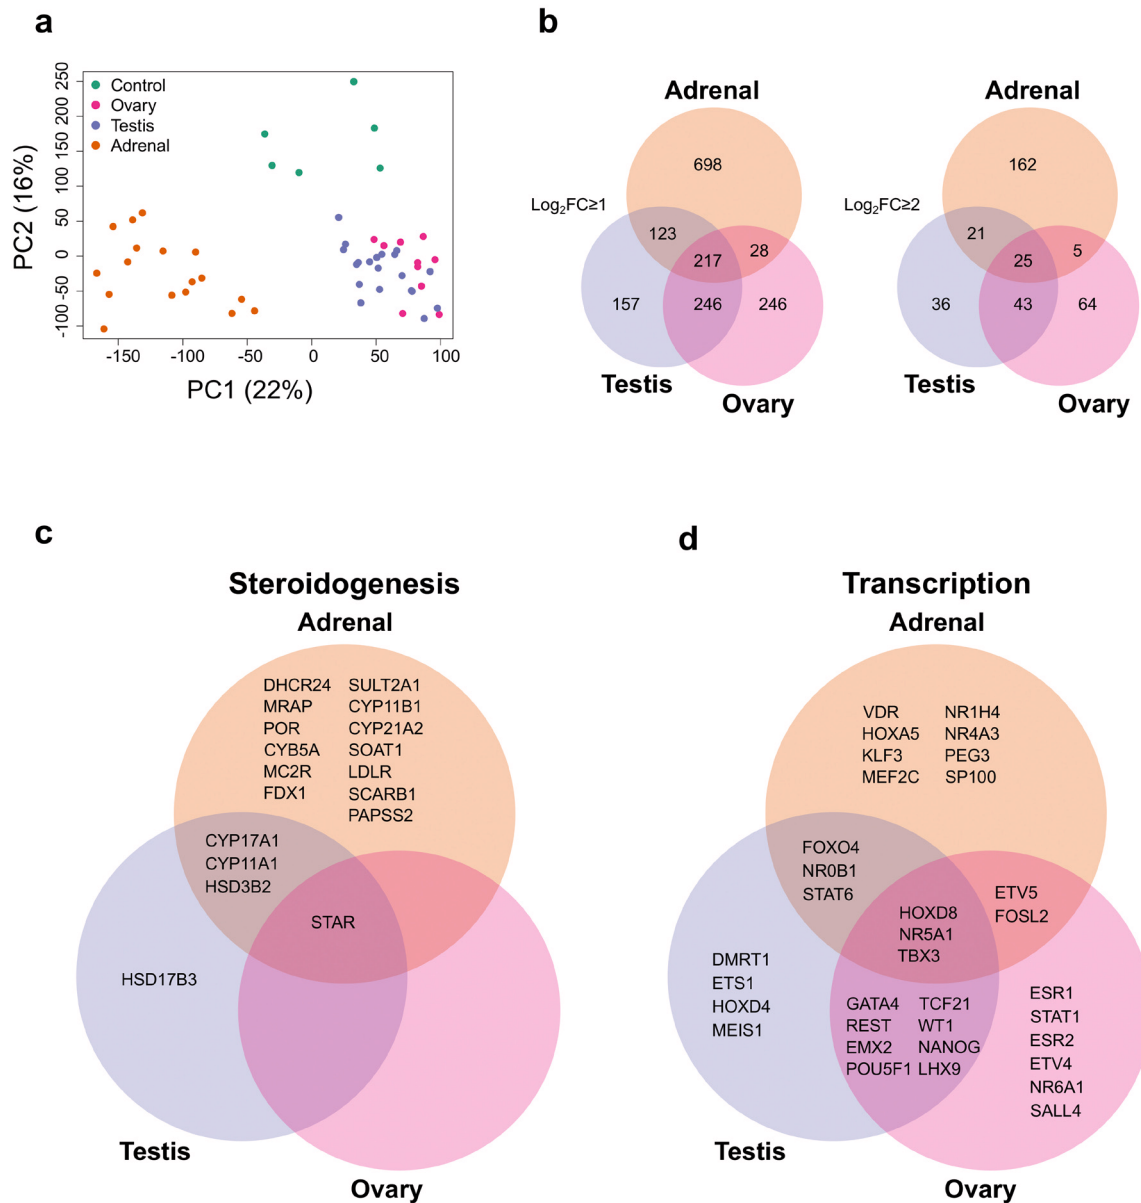 a
Control
Ovary
Testis
Adrenal
250
200
150
100
50
0
-50
-100
PC2 (16%)
-150
-100
-50
0
50
100
PC1 (22%)
b
Adrenal
698
Log₂FC≥1
123
28
217
157
246
246
Testis
Ovary
Adrenal
162
Log₂FC≥2
21
5
25
36
43
64
Testis
Ovary
c
Steroidogenesis
Adrenal
DHCR24 SULT2A1
MRAP CYP11B1
POR CYP21A2
CYB5A SOAT1
MC2R LDLR
FDX1 SCARB1
PAPSS2
CYP17A1
CYP11A1
HSD3B2
STAR
HSD17B3
Testis
Ovary
d
Transcription
Adrenal
VDR NR1H4
HOXA5 NR4A3
KLF3 PEG3
MEF2C SP100
FOXO4
NR0B1
STAT6
ETV5
FOSL2
HOXD8
NR5A1
TBX3
DMRT1
ETS1
HOXD4
MEIS1
GATA4 TCF21
REST WT1
EMX2 NANOG
POU5F1 LHX9
ESR1
STAT1
ESR2
ETV4
NR6A1
SALL4
Testis
Ovary